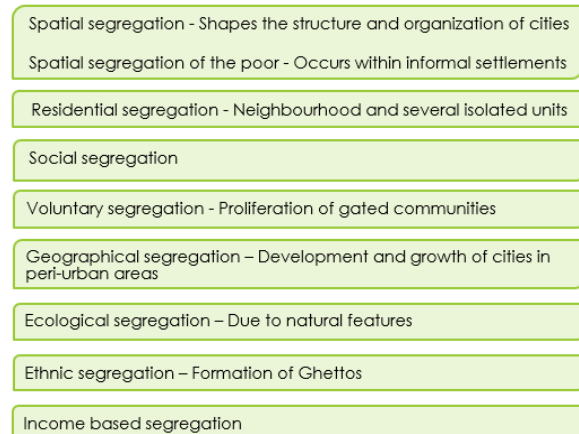 Spatial segregation - Shapes the structure and organization of cities
Spatial segregation of the poor - Occurs within informal settlements
Residential segregation - Neighbourhood and several isolated units
Social segregation
Voluntary segregation - Proliferation of gated communities
Geographical segregation – Development and growth of cities in
peri-urban areas
Ecological segregation – Due to natural features
Ethnic segregation – Formation of Ghettos
Income based segregation